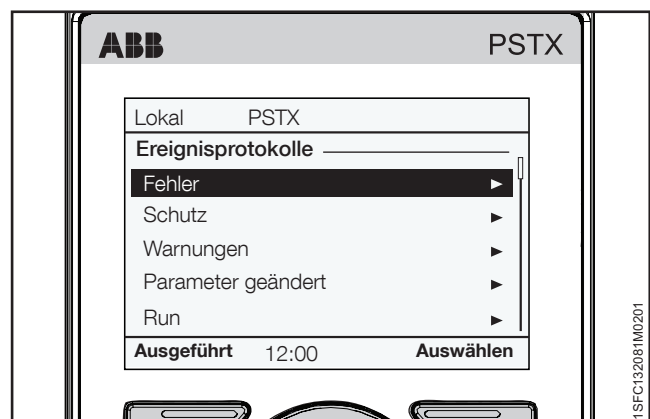 ABB PSTX
Lokal PSTX
Ereignisprotokolle
Fehler
Schutz
Warnungen
Parameter geändert
Run
Ausgeführt 12:00 Auswählen
1SFC132081M0201